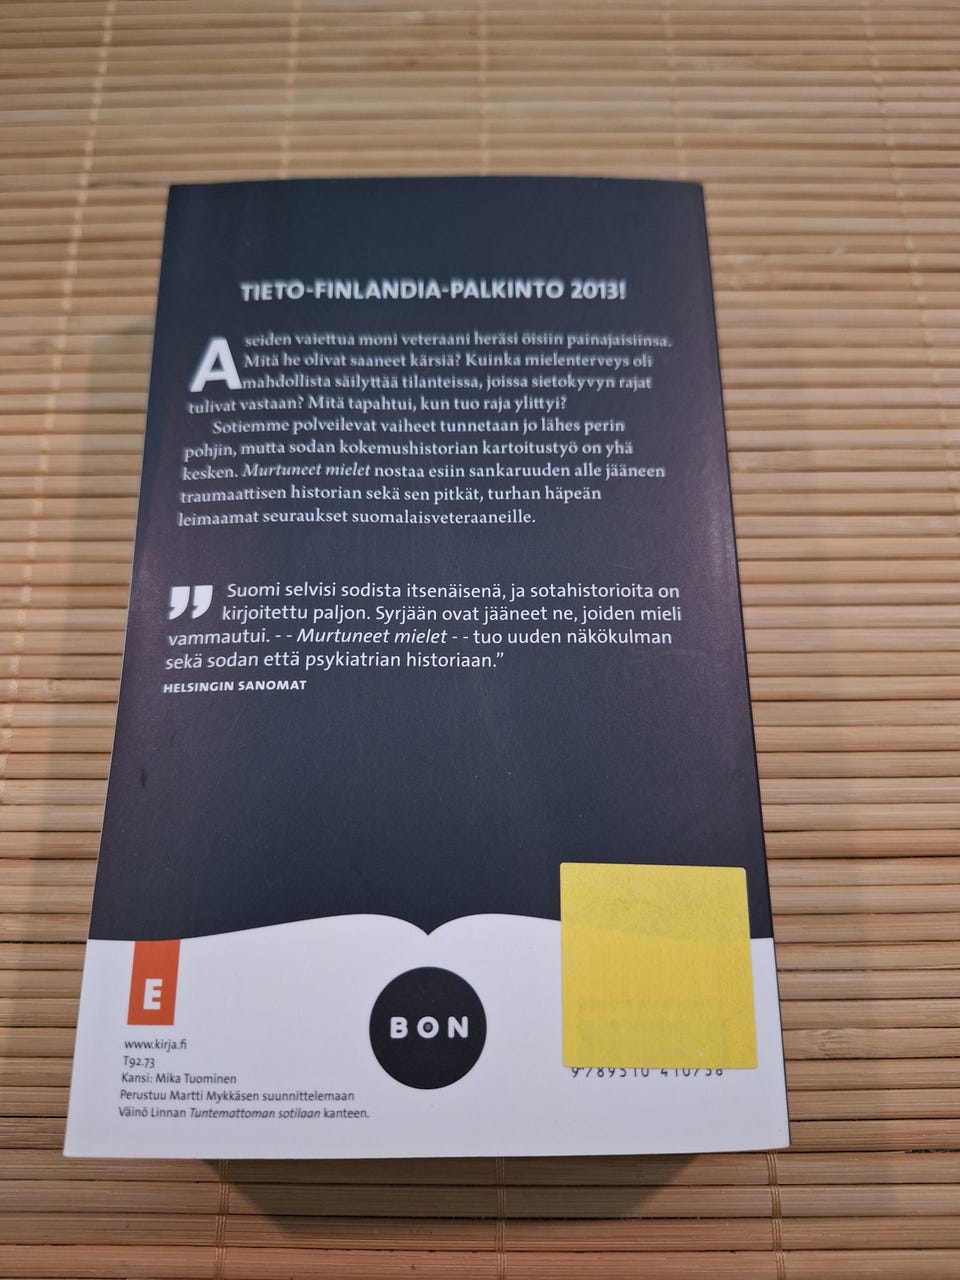 TIETO-FINLANDIA-PALKINTO 2013!
Aseiden vaiettua moni veteraani heräsi öisiin painajaisiinsa.
Mitä he olivat saaneet kärsiä? Kuinka mielenterveys oli
mahdollista säilyttää tilanteissa, joissa sietokyvyn rajat
tulivat vastaan? Mitä tapahtui, kun tuo raja ylittyi?
Sotiemme polveilevat vaiheet tunnetaan jo lähes perin
pohjin, mutta sodan kokemushistorian kartoitustyö on yhä
kesken. Murtuneet mielet nostaa esiin sankaruuden alle jääneen
traumaattisen historian sekä sen pitkät, turhan häpeän
leimaamat seuraukset suomalaisveteraaneille.
” Suomi selvisi sodista itsenäisenä, ja sotahistorioita on
kirjoitettu paljon. Syrjään ovat jääneet ne, joiden mieli
vammautui. - - Murtuneet mielet - - tuo uuden näkökulman
sekä sodan että psykiatrian historiaan.”
HELSINGIN SANOMAT
E
BON
www.kirja.fi
T92.73
Kansi: Mika Tuominen
Perustuu Martti Mykkäsen suunnittelemaan
Väinö Linnan Tuntemattoman sotilaan kanteen.
9 789510 410738